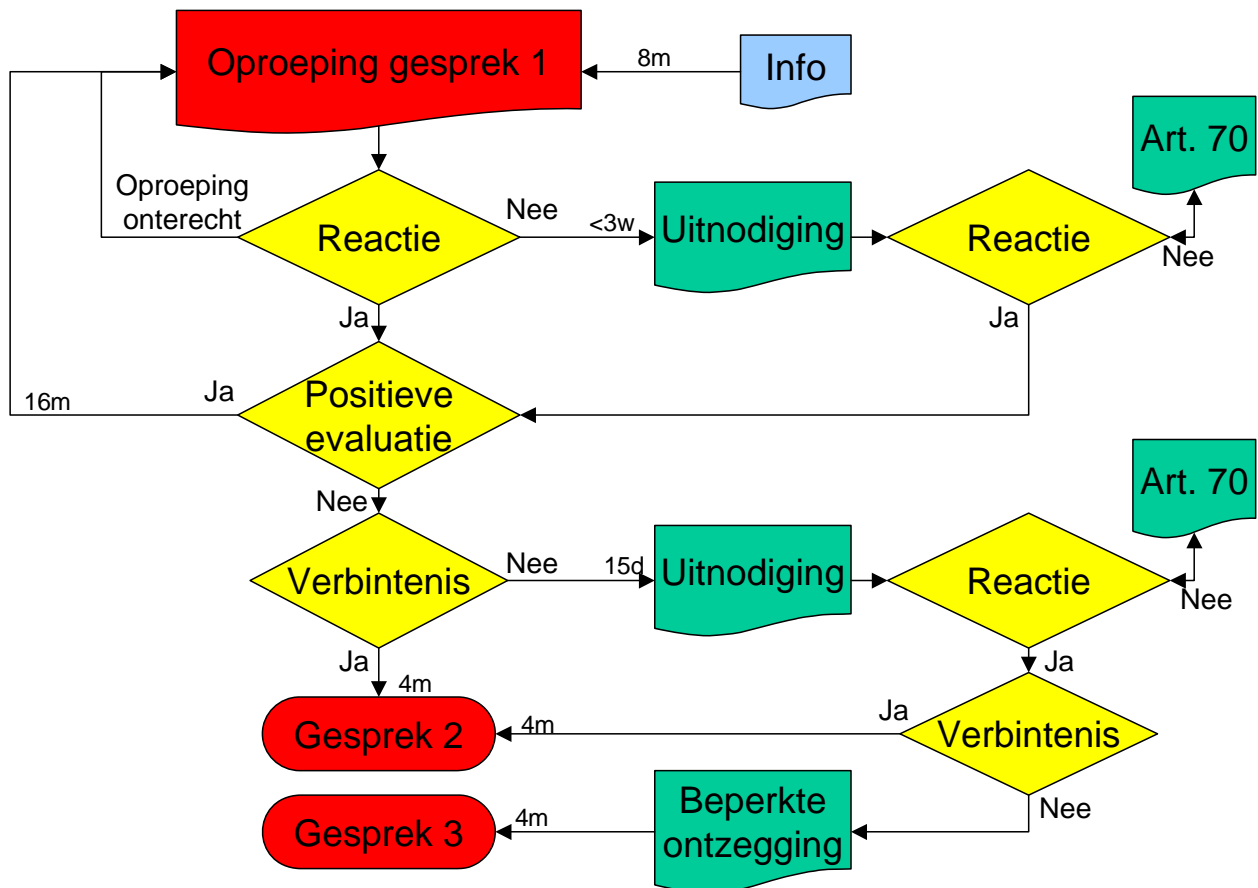 Oproeping gesprek 1
8m
Info
Art. 70
Oproeping
onterecht
Reactie
Nee
<3w
Uitnodiging
Reactie
Nee
Ja
Ja
Positieve
evaluatie
Ja
16m
Nee
Verbintenis
Nee
15d
Uitnodiging
Reactie
Art. 70
Nee
Ja
4m
Ja
Gesprek 2
4m
Ja
Verbintenis
Nee
Beperkte
ontzegging
4m
Gesprek 3